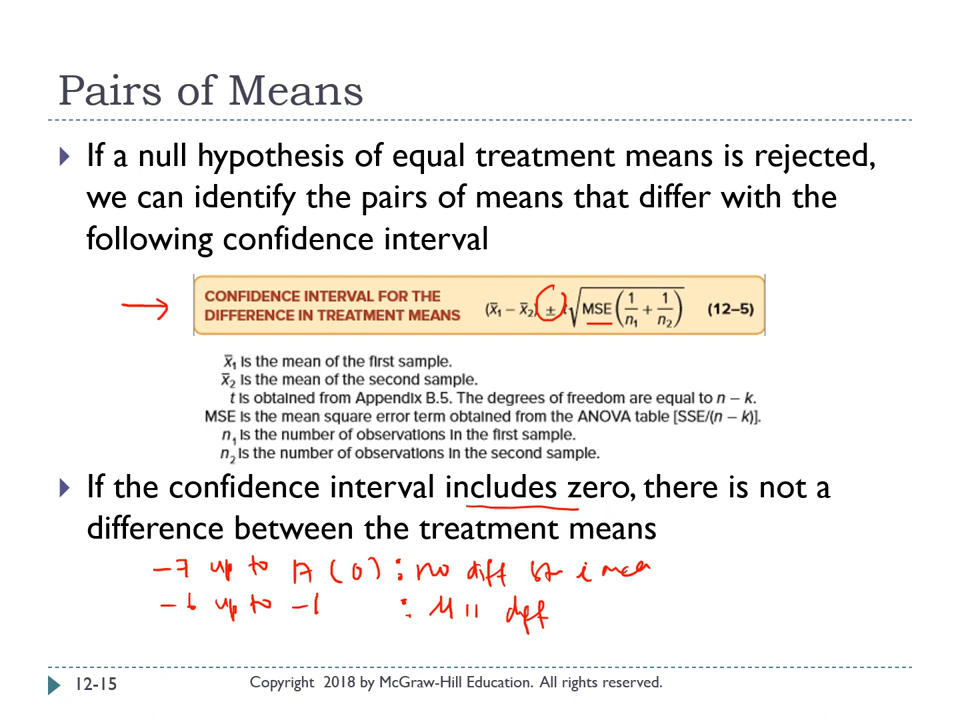 Pairs of Means
If a null hypothesis of equal treatment means is rejected,
we can identify the pairs of means that differ with the
following confidence interval
CONFIDENCE INTERVAL FOR THE
DIFFERENCE IN TREATMENT MEANS (x̄₁ − x̄₂) ± t√MSE(1/n₁ + 1/n₂) (12–5)
x̄₁ is the mean of the first sample.
x̄₂ is the mean of the second sample.
t is obtained from Appendix B.5. The degrees of freedom are equal to n − k.
MSE is the mean square error term obtained from the ANOVA table [SSE/(n − k)].
n₁ is the number of observations in the first sample.
n₂ is the number of observations in the second sample.
If the confidence interval includes zero, there is not a
difference between the treatment means
−7 up to (0) : no diff
up to −1 : diff
12-15 Copyright 2018 by McGraw-Hill Education. All rights reserved.